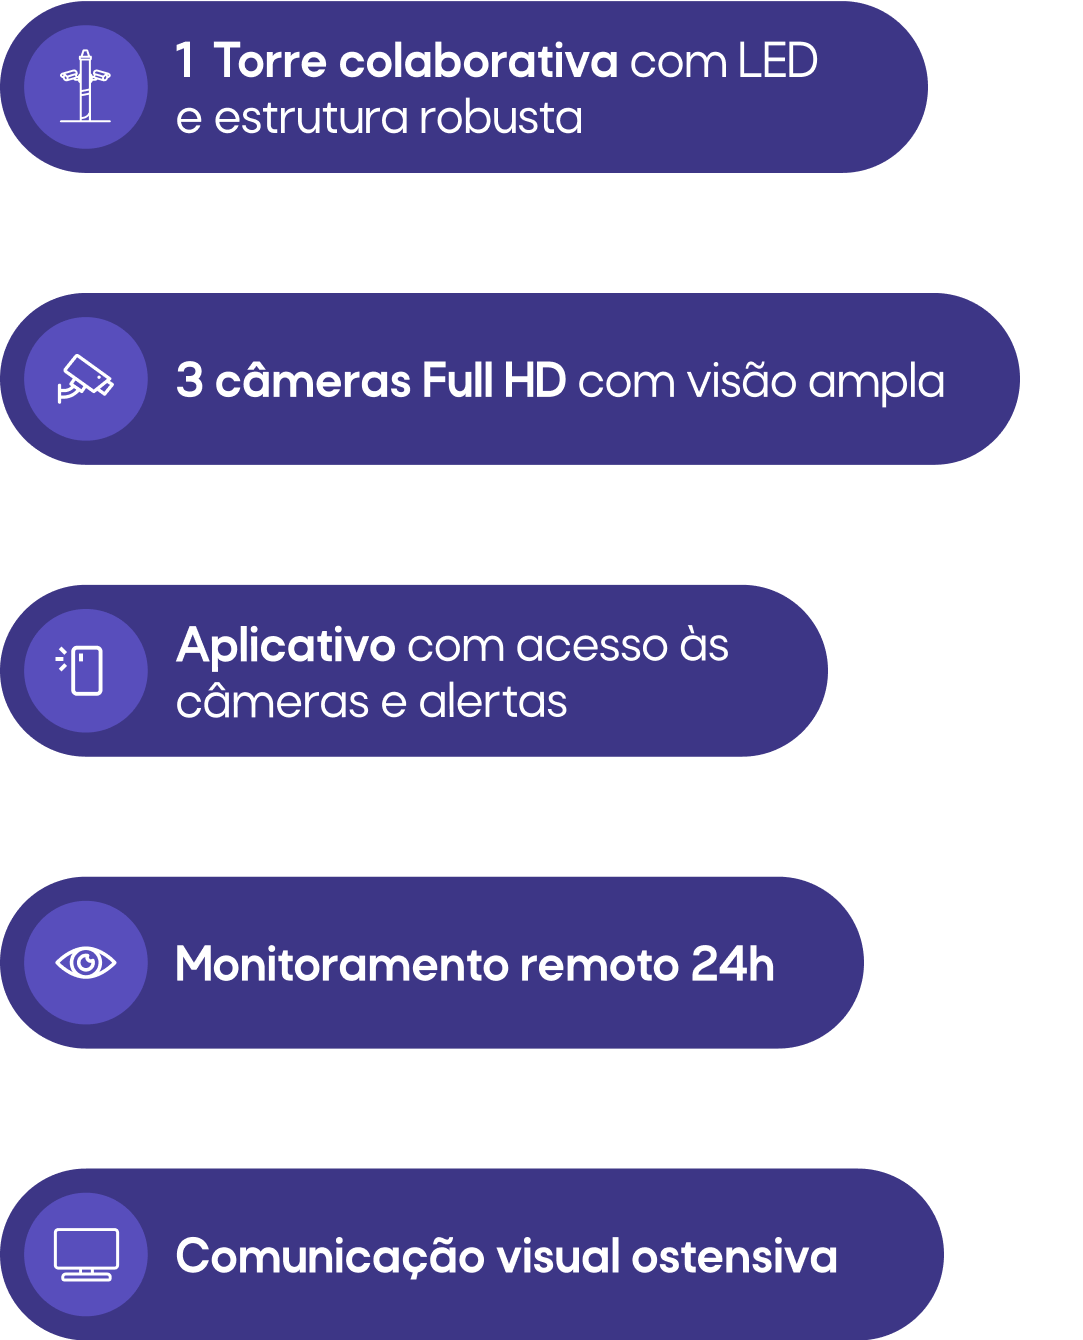 1 Torre colaborativa com LED
e estrutura robusta
3 câmeras Full HD com visão ampla
Aplicativo com acesso às
câmeras e alertas
Monitoramento remoto 24h
Comunicação visual ostensiva